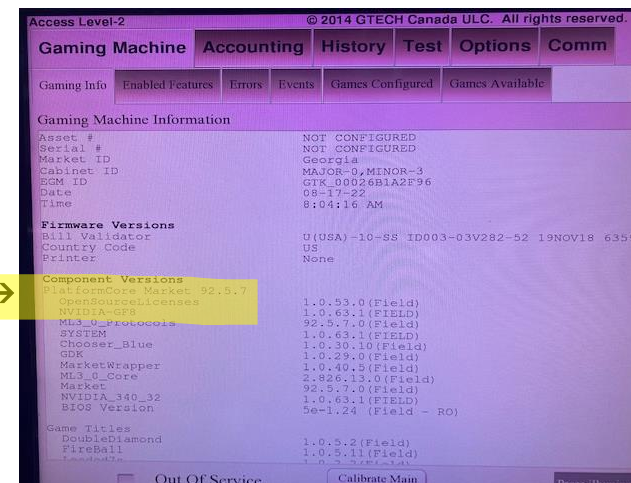 Access Level-2 © 2014 GTECH Canada ULC. All rights reserved.
Gaming Machine Accounting History Test Options Comm
Gaming Info Enabled Features Errors Events Games Configured Games Available
Gaming Machine Information
Asset # NOT CONFIGURED
Serial # NOT CONFIGURED
Market ID Georgia
Cabinet ID MAJOR-0,MINOR-3
EGM ID GTK_00026B1A2F96
Date 08-17-22
Time 8:04:16 AM
Firmware Versions
Bill Validator U(USA)-10-SS ID003-03V282-52 19NOV18 635
Country Code US
Printer None
Component Versions
PlatformCore Market 92.5.7
OpenSourceLicenses 1.0.53.0(Field)
NVIDIA-GF8 1.0.63.1(FIELD)
ML3_0_Protocols 92.5.7.0(Field)
SYSTEM 1.0.63.1(FIELD)
Chooser_Blue 1.0.30.10(Field)
GDK 1.0.29.0(Field)
MarketWrapper 1.0.40.5(Field)
ML3_0_Core 2.826.13.0(Field)
Market 92.5.7.0(Field)
NVIDIA_340_32 1.0.63.1(FIELD)
BIOS Version 5e-1.24 (Field - RO)
Game Titles
DoubleDiamond 1.0.5.2(Field)
FireBall 1.0.5.11(Field)
Out Of Service Calibrate Main